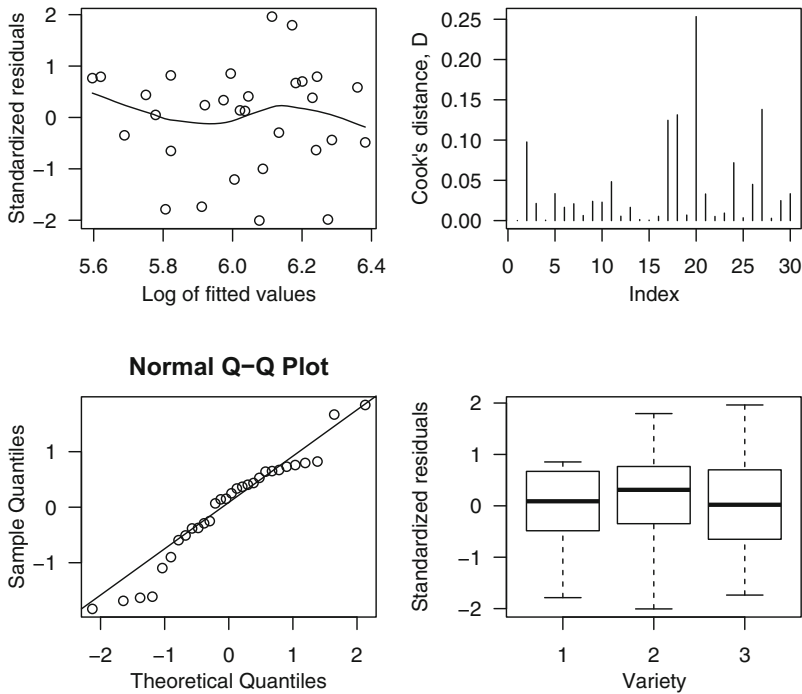 Standardized residuals
2
1
0
−1
−2
5.6 5.8 6.0 6.2 6.4
Log of fitted values
Cook's distance, D
0.25
0.20
0.15
0.10
0.05
0.00
0 5 10 15 20 25 30
Index
Normal Q−Q Plot
Sample Quantiles
1
0
−1
−2 −1 0 1 2
Theoretical Quantiles
Standardized residuals
2
1
0
−1
−2
1 2 3
Variety